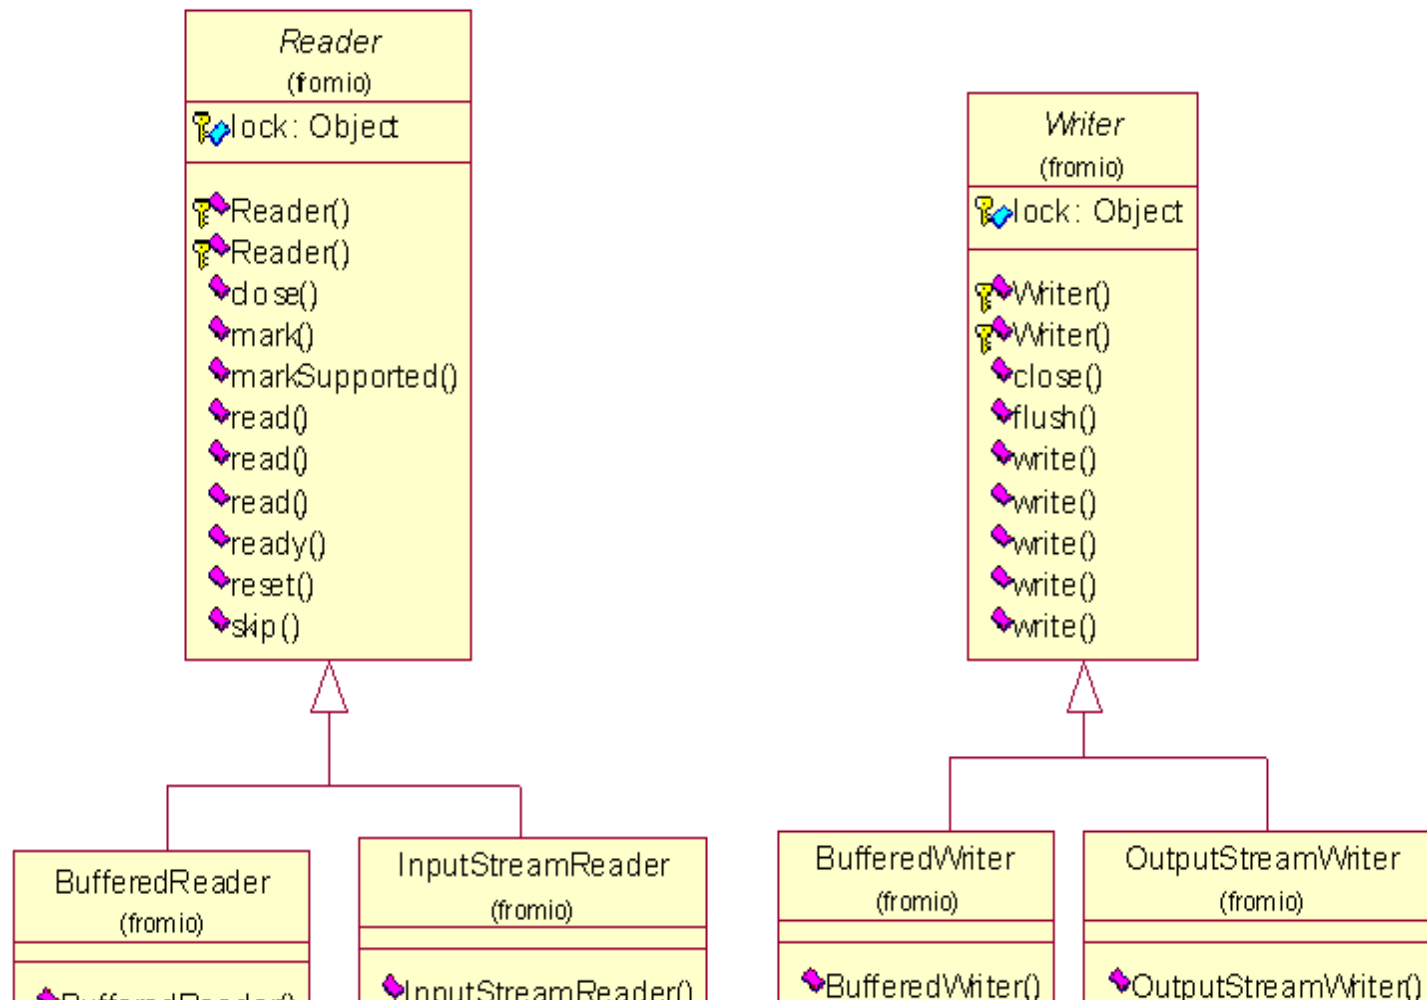 Reader
(fromio)
lock : Object
Reader()
Reader()
close()
mark()
markSupported()
read()
read()
read()
ready()
reset()
skip()
Writer
(fromio)
lock : Object
Writer()
Writer()
close()
flush()
write()
write()
write()
write()
write()
BufferedReader
(fromio)
BufferedReader()
InputStreamReader
(fromio)
InputStreamReader()
BufferedWriter
(fromio)
BufferedWriter()
OutputStreamWriter
(fromio)
OutputStreamWriter()